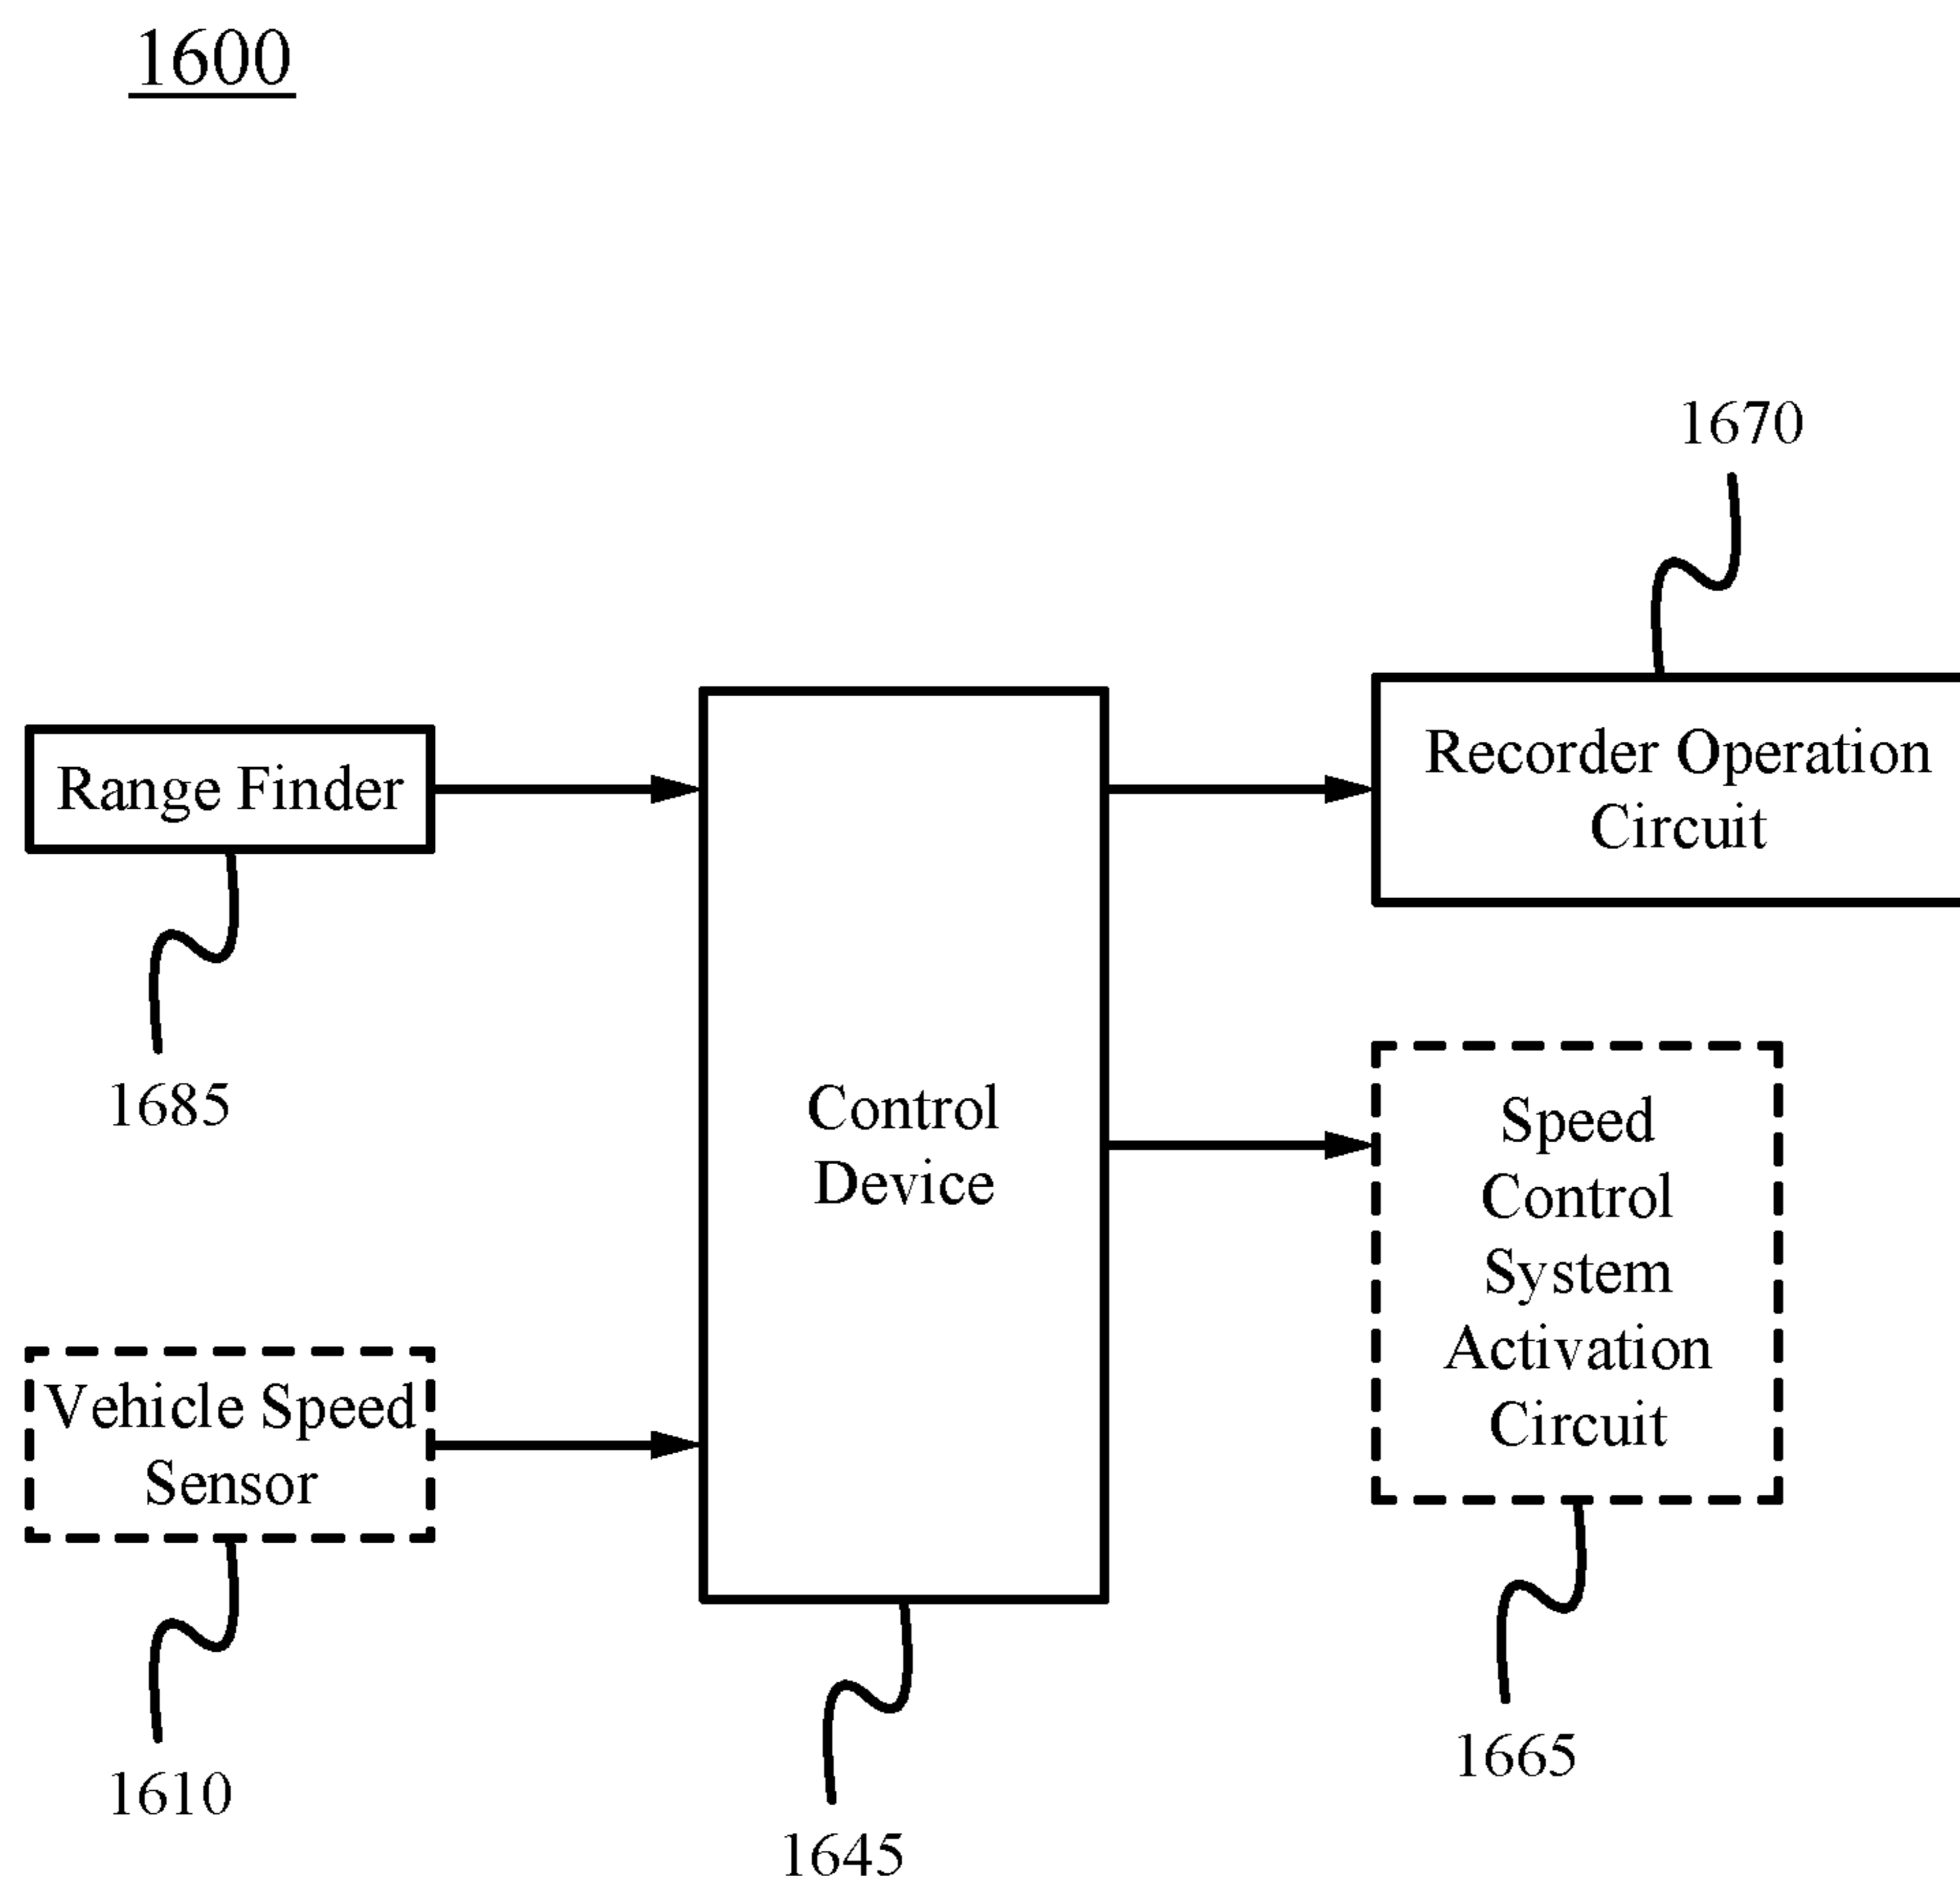 1600
1670
Range Finder
Recorder Operation
Circuit
1685
Control
Device
Speed
Control
System
Activation
Circuit
Vehicle Speed
Sensor
1610
1645
1665